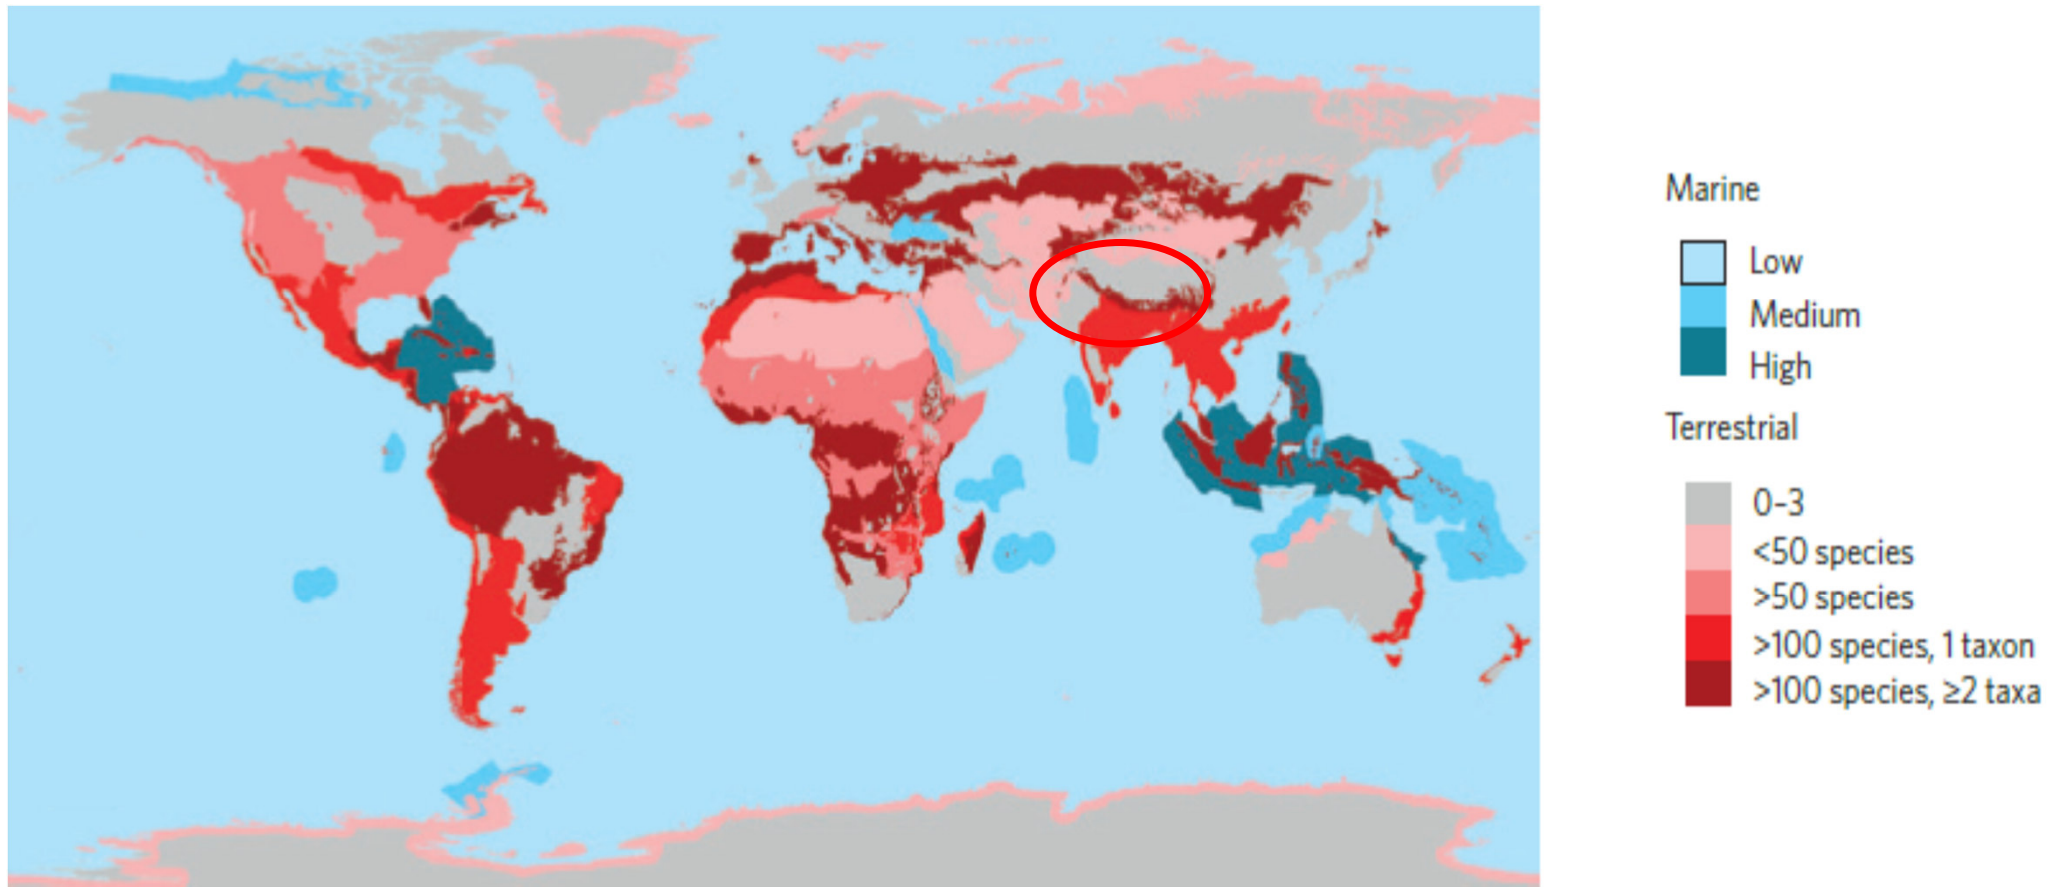 Marine
Low
Medium
High
Terrestrial
0–3
<50 species
>50 species
>100 species, 1 taxon
>100 species, ≥2 taxa